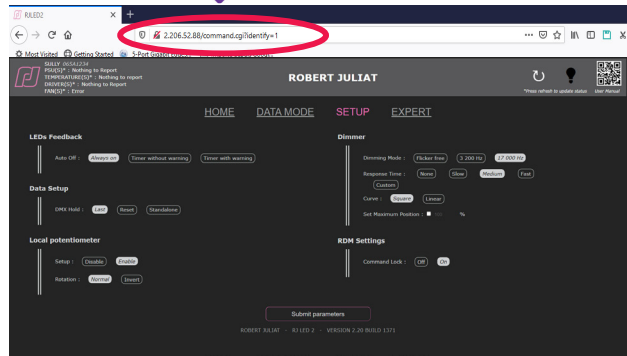 RJLED2
2.206.52.88/command.cgi?identify=1
Most Visited Getting Started
SULLY 065A1234
PSU(S)* : Nothing to Report
TEMPERATURE(S)* : Nothing to report
DRIVER(S)* : Nothing to Report
FAN(S)* : Error
ROBERT JULIAT
*Press refresh to update status
User Manual
HOME DATA MODE SETUP EXPERT
LEDs Feedback
Auto Off : Always on Timer without warning Timer with warning
Data Setup
DMX Hold : Last Reset Standalone
Local potentiometer
Setup : Disable Enable
Rotation : Normal Invert
Dimmer
Dimming Mode : Flicker free 3 200 Hz 17 000 Hz
Response Time : None Slow Medium Fast
Custom
Curve : Square Linear
Set Maximum Position : %
RDM Settings
Command Lock : Off On
Submit parameters
ROBERT JULIAT - RJ LED 2 - VERSION 2.20 BUILD 1371